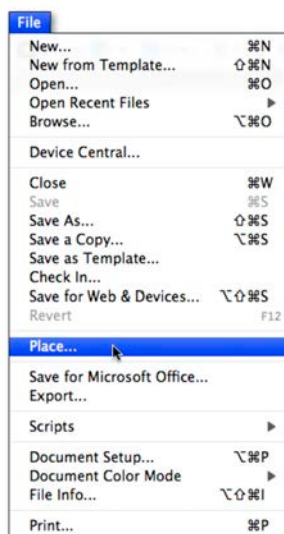 File
New... ⌘N
New from Template... ⇧⌘N
Open... ⌘O
Open Recent Files ▶
Browse... ⌥⌘O
Device Central...
Close ⌘W
Save ⌘S
Save As... ⇧⌘S
Save a Copy... ⌥⌘S
Save as Template...
Check In...
Save for Web & Devices... ⌥⇧⌘S
Revert F12
Place...
Save for Microsoft Office...
Export...
Scripts ▶
Document Setup... ⌥⌘P
Document Color Mode ▶
File Info... ⌥⇧⌘I
Print... ⌘P